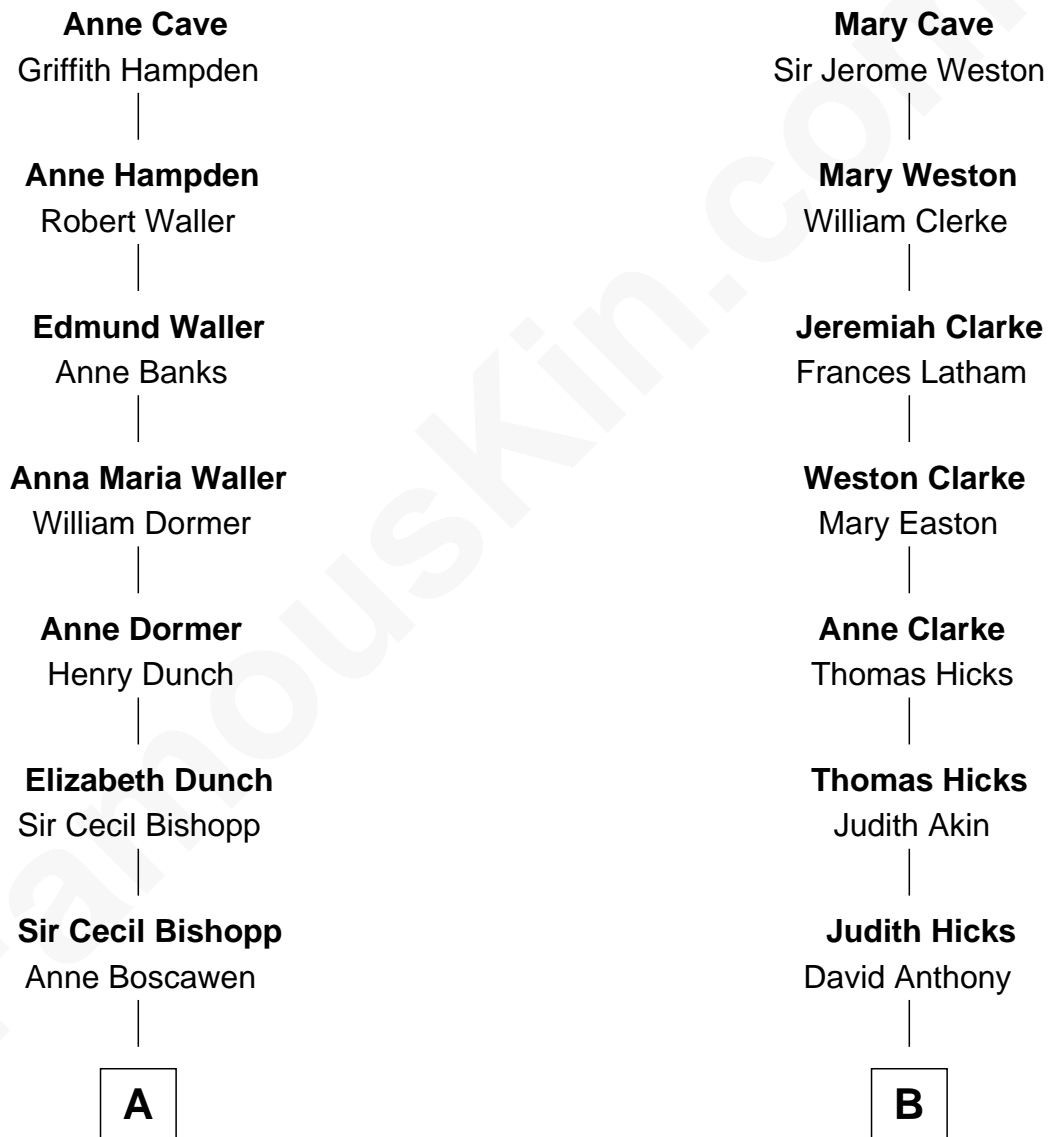 Anne Cave
Griffith Hampden
Anne Hampden
Robert Waller
Edmund Waller
Anne Banks
Anna Maria Waller
William Dormer
Anne Dormer
Henry Dunch
Elizabeth Dunch
Sir Cecil Bishopp
Sir Cecil Bishopp
Anne Boscawen
A
Mary Cave
Sir Jerome Weston
Mary Weston
William Clerke
Jeremiah Clarke
Frances Latham
Weston Clarke
Mary Easton
Anne Clarke
Thomas Hicks
Thomas Hicks
Judith Akin
Judith Hicks
David Anthony
B
FamousKin.com